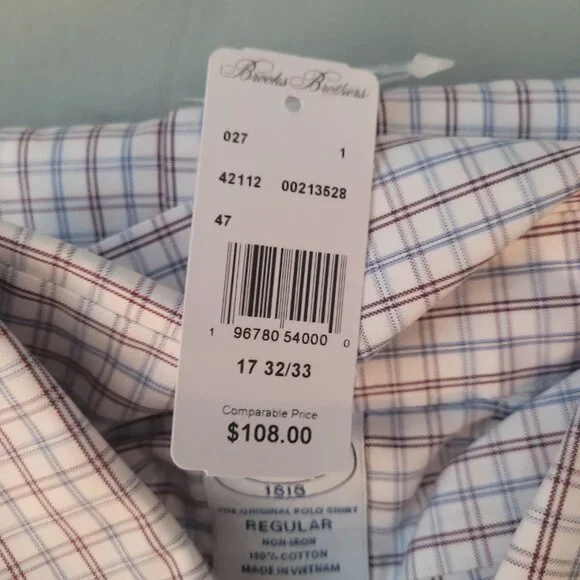 Brooks Brothers
027 1
42112 00213528
47
1 96780 54000 0
17 32/33
Comparable Price
$108.00
1818
THE ORIGINAL POLO SHIRT
REGULAR
NON-IRON
100% COTTON
MADE IN VIETNAM